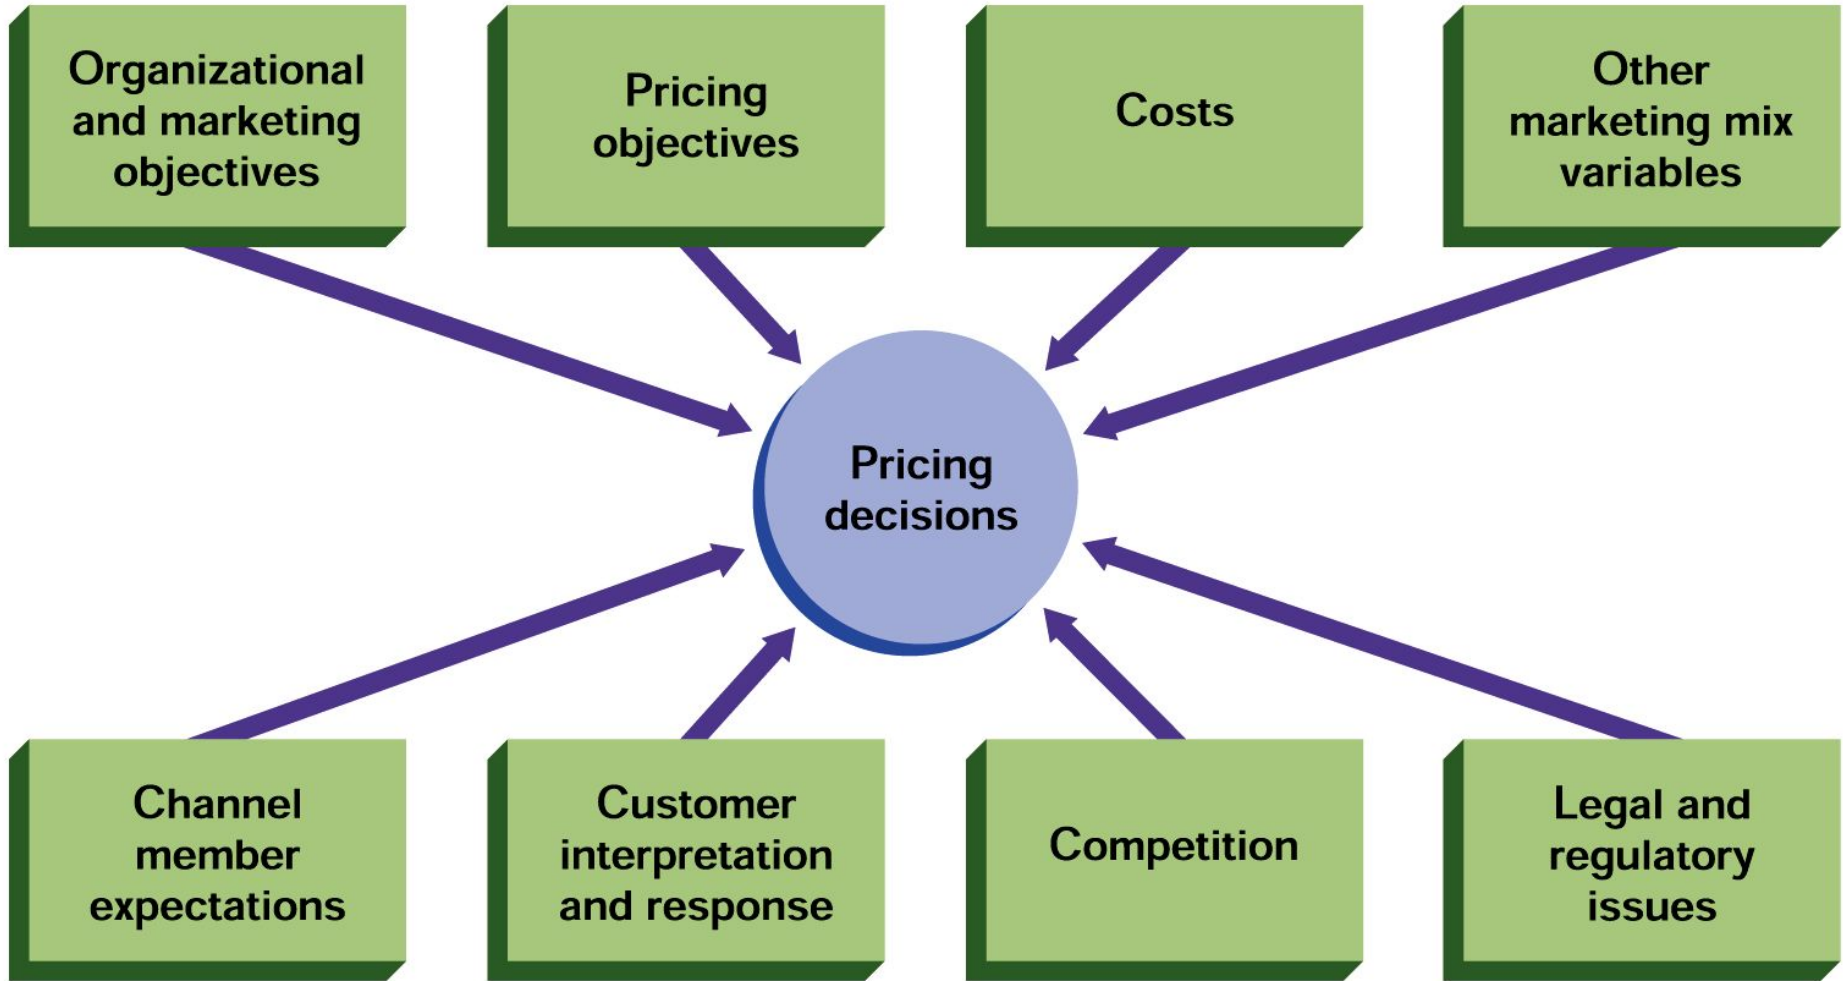 Organizational
and marketing
objectives
Pricing
objectives
Costs
Other
marketing mix
variables
Pricing
decisions
Channel
member
expectations
Customer
interpretation
and response
Competition
Legal and
regulatory
issues